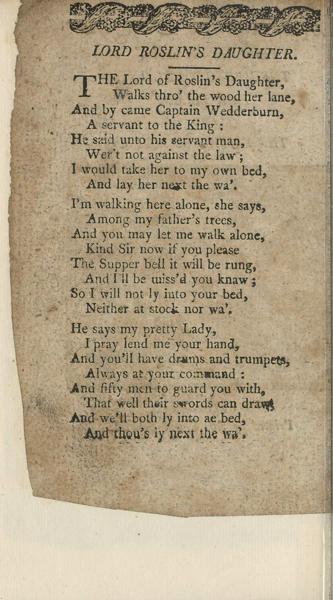 LORD ROSLIN'S DAUGHTER.
THE Lord of Roslin's Daughter,
Walks thro' the wood her lane,
And by came Captain Wedderburn,
A servant to the King:
He said unto his servant man,
Wer't not against the law;
I would take her to my own bed,
And lay her next the wa'.
I'm walking here alone, she says,
Among my father's trees,
And you may let me walk alone,
Kind Sir now if you please
The Supper bell it will be rung,
And I'll be miss'd you knaw;
So I will not ly into your bed,
Neither at stock nor wa'.
He says my pretty Lady,
I pray lend me your hand,
And you'll have drums and trumpets,
Always at your command:
And fifty men to guard you with,
That well their swords can draw,
And we'll both ly into ae bed,
And thou's ly next the wa'.